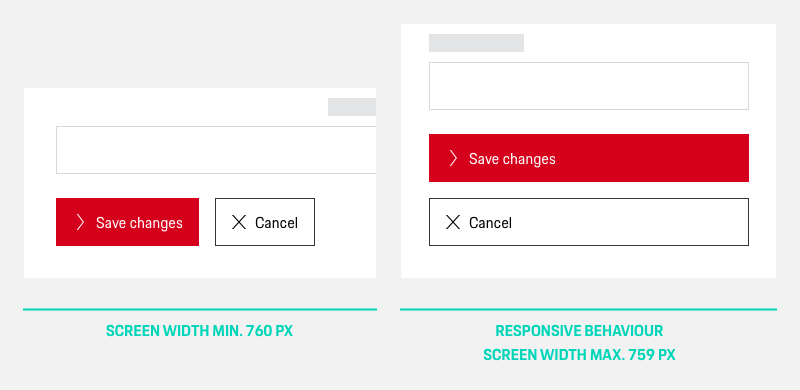 Save changes
Cancel
SCREEN WIDTH MIN. 760 PX
Save changes
Cancel
RESPONSIVE BEHAVIOUR
SCREEN WIDTH MAX. 759 PX